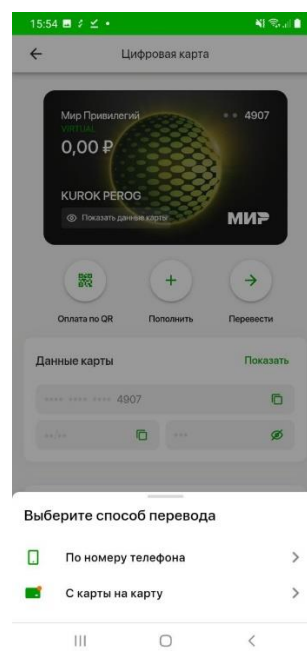 15:54
Цифровая карта
Мир Привилегий •• 4907
VIRTUAL
0,00 ₽
KUROK PEROG
Показать данные карты
МИР
Оплата по QR Пополнить Перевести
Данные карты Показать
•••• •••• •••• 4907
••/•• •••
Выберите способ перевода
По номеру телефона
С карты на карту